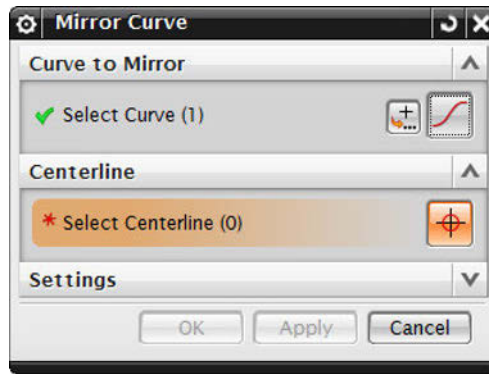 Mirror Curve
Curve to Mirror
Select Curve (1)
Centerline
* Select Centerline (0)
Settings
OK Apply Cancel